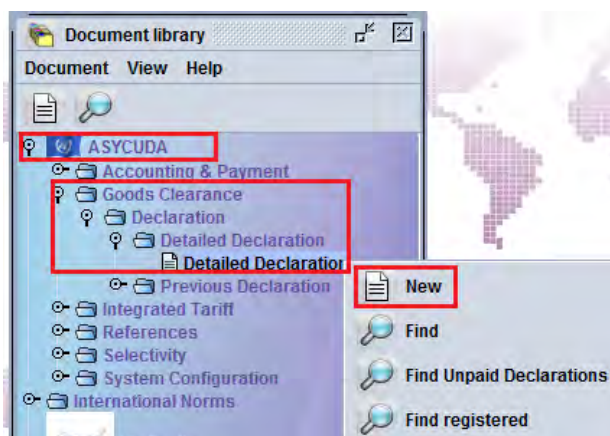 Document library
Document View Help
ASYCUDA
Accounting & Payment
Goods Clearance
Declaration
Detailed Declaration
Detailed Declaration
Previous Declaration
Integrated Tariff
References
Selectivity
System Configuration
International Norms
New
Find
Find Unpaid Declarations
Find registered